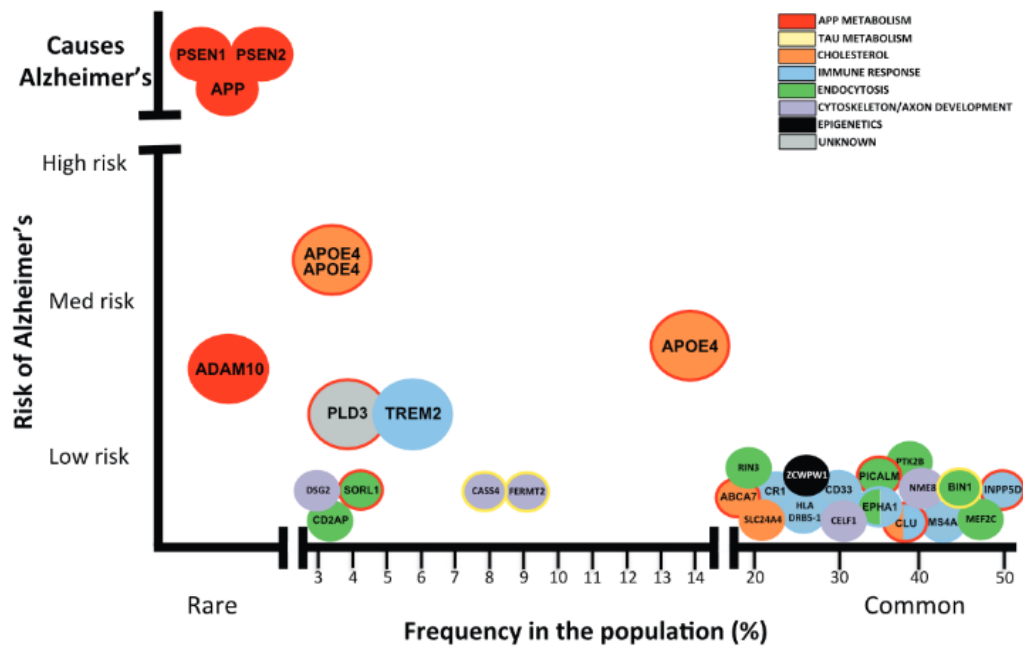 Causes
Alzheimer's
High risk
Med risk
Low risk
Risk of Alzheimer's
PSEN1
PSEN2
APP
APP METABOLISM
TAU METABOLISM
CHOLESTEROL
IMMUNE RESPONSE
ENDOCYTOSIS
CYTOSKELETON/AXON DEVELOPMENT
EPIGENETICS
UNKNOWN
APOE4
APOE4
APOE4
ADAM10
PLD3
TREM2
DSG2
SORL1
CD2AP
CASS4
FERMT2
RIN3
ABCA7
SLC24A4
CR1
ZCWPW1
HLA
DRB5-1
CD33
CELF1
PICALM
PTK2B
EPHA1
CLU
NME8
MS4A
BIN1
MEF2C
INPP5D
3 4 5 6 7 8 9 10 11 12 13 14 20 30 40 50
Rare
Common
Frequency in the population (%)